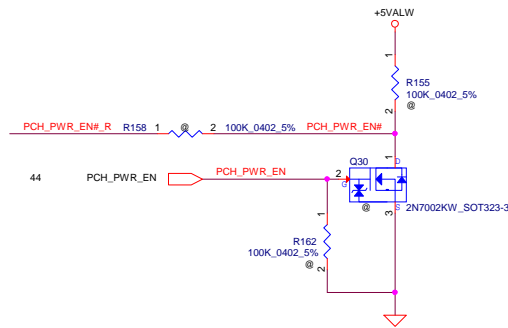 +5VALW
1
R155
100K_0402_5%
2
@
PCH_PWR_EN#_R R158 1 @ 2 100K_0402_5% PCH_PWR_EN#
Q30 1 D
44 PCH_PWR_EN PCH_PWR_EN 2
G
@ S 2N7002KW_SOT323-3
3
1
R162
100K_0402_5%
@ 2